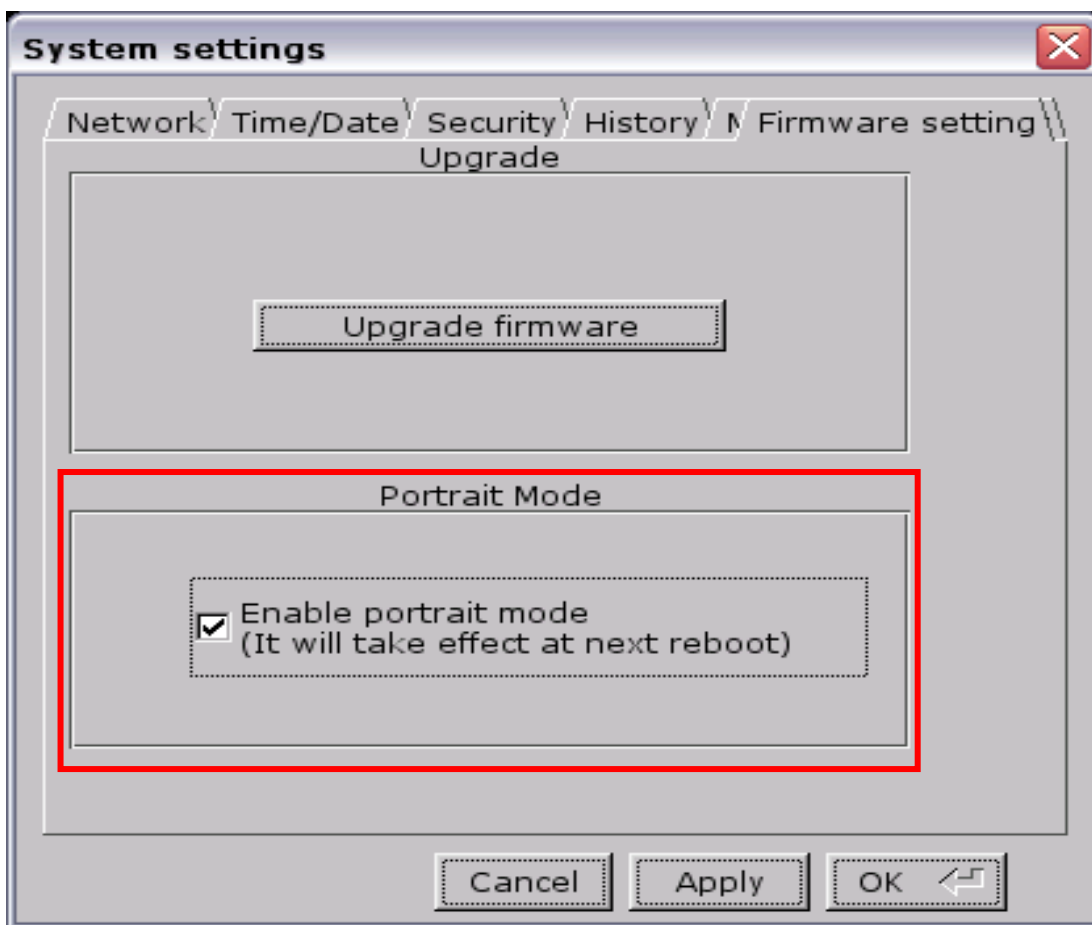 System settings
Network Time/Date Security History Firmware setting
Upgrade
Upgrade firmware
Portrait Mode
Enable portrait mode
(It will take effect at next reboot)
Cancel Apply OK